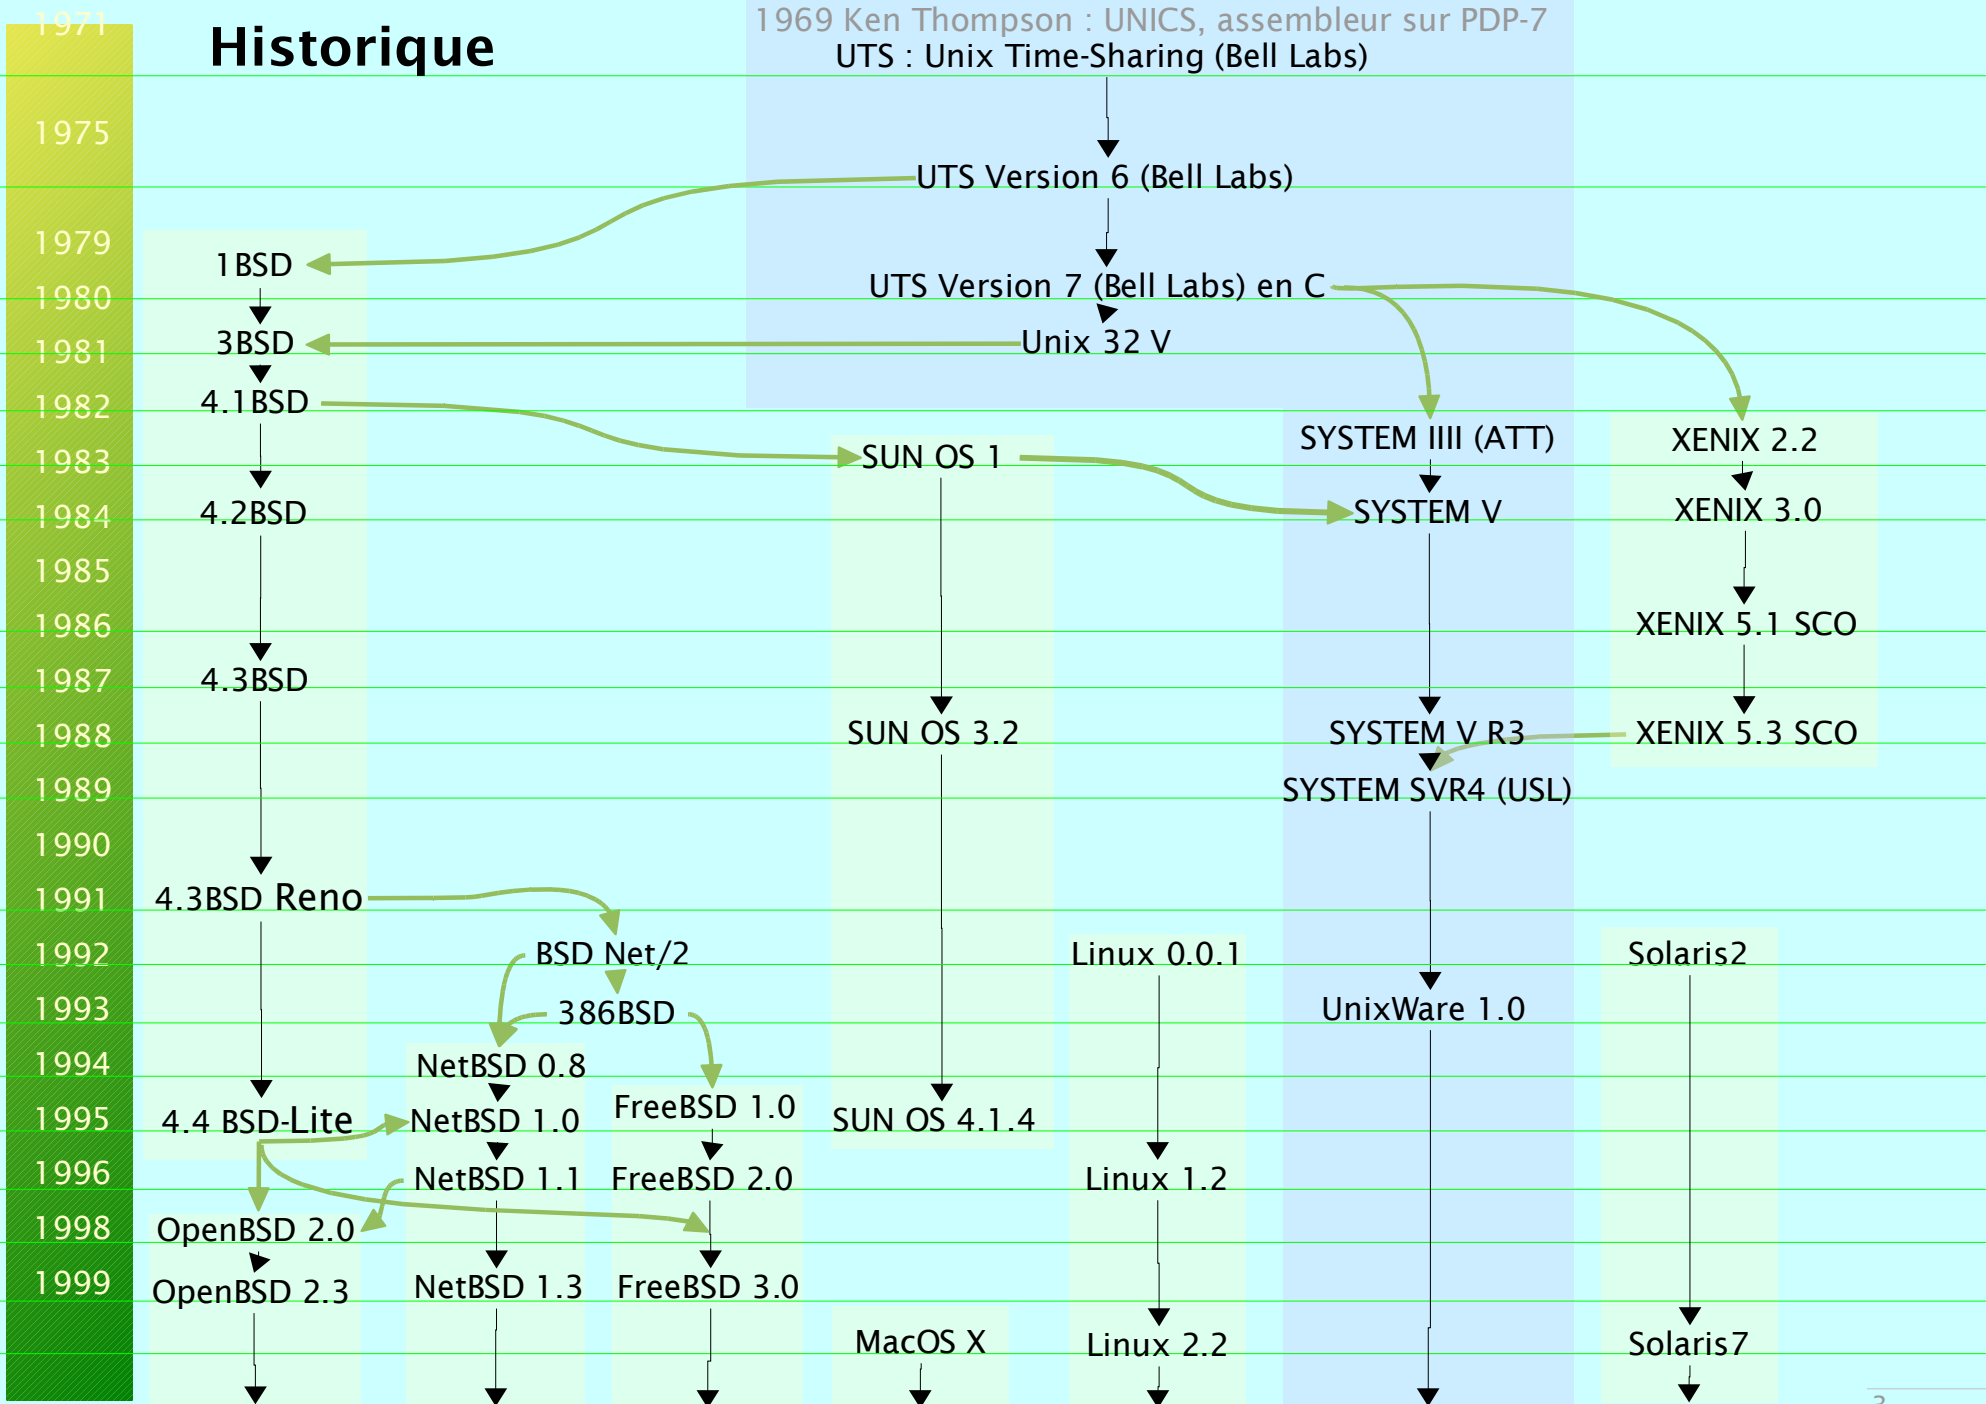 1971
Historique
1969 Ken Thompson : UNICS, assembleur sur PDP-7
UTS : Unix Time-Sharing (Bell Labs)
1975
UTS Version 6 (Bell Labs)
1979
1BSD
UTS Version 7 (Bell Labs) en C
1980
3BSD
Unix 32 V
1981
4.1BSD
1982
SYSTEM IIII (ATT)
XENIX 2.2
SUN OS 1
1983
4.2BSD
SYSTEM V
XENIX 3.0
1984
1985
1986
XENIX 5.1 SCO
4.3BSD
1987
SUN OS 3.2
SYSTEM V R3
XENIX 5.3 SCO
1988
1989
SYSTEM SVR4 (USL)
1990
4.3BSD Reno
1991
BSD Net/2
Linux 0.0.1
Solaris2
1992
386BSD
UnixWare 1.0
1993
NetBSD 0.8
1994
FreeBSD 1.0
4.4 BSD-Lite
NetBSD 1.0
SUN OS 4.1.4
1995
NetBSD 1.1
FreeBSD 2.0
Linux 1.2
1996
OpenBSD 2.0
1998
OpenBSD 2.3
NetBSD 1.3
FreeBSD 3.0
1999
MacOS X
Linux 2.2
Solaris7